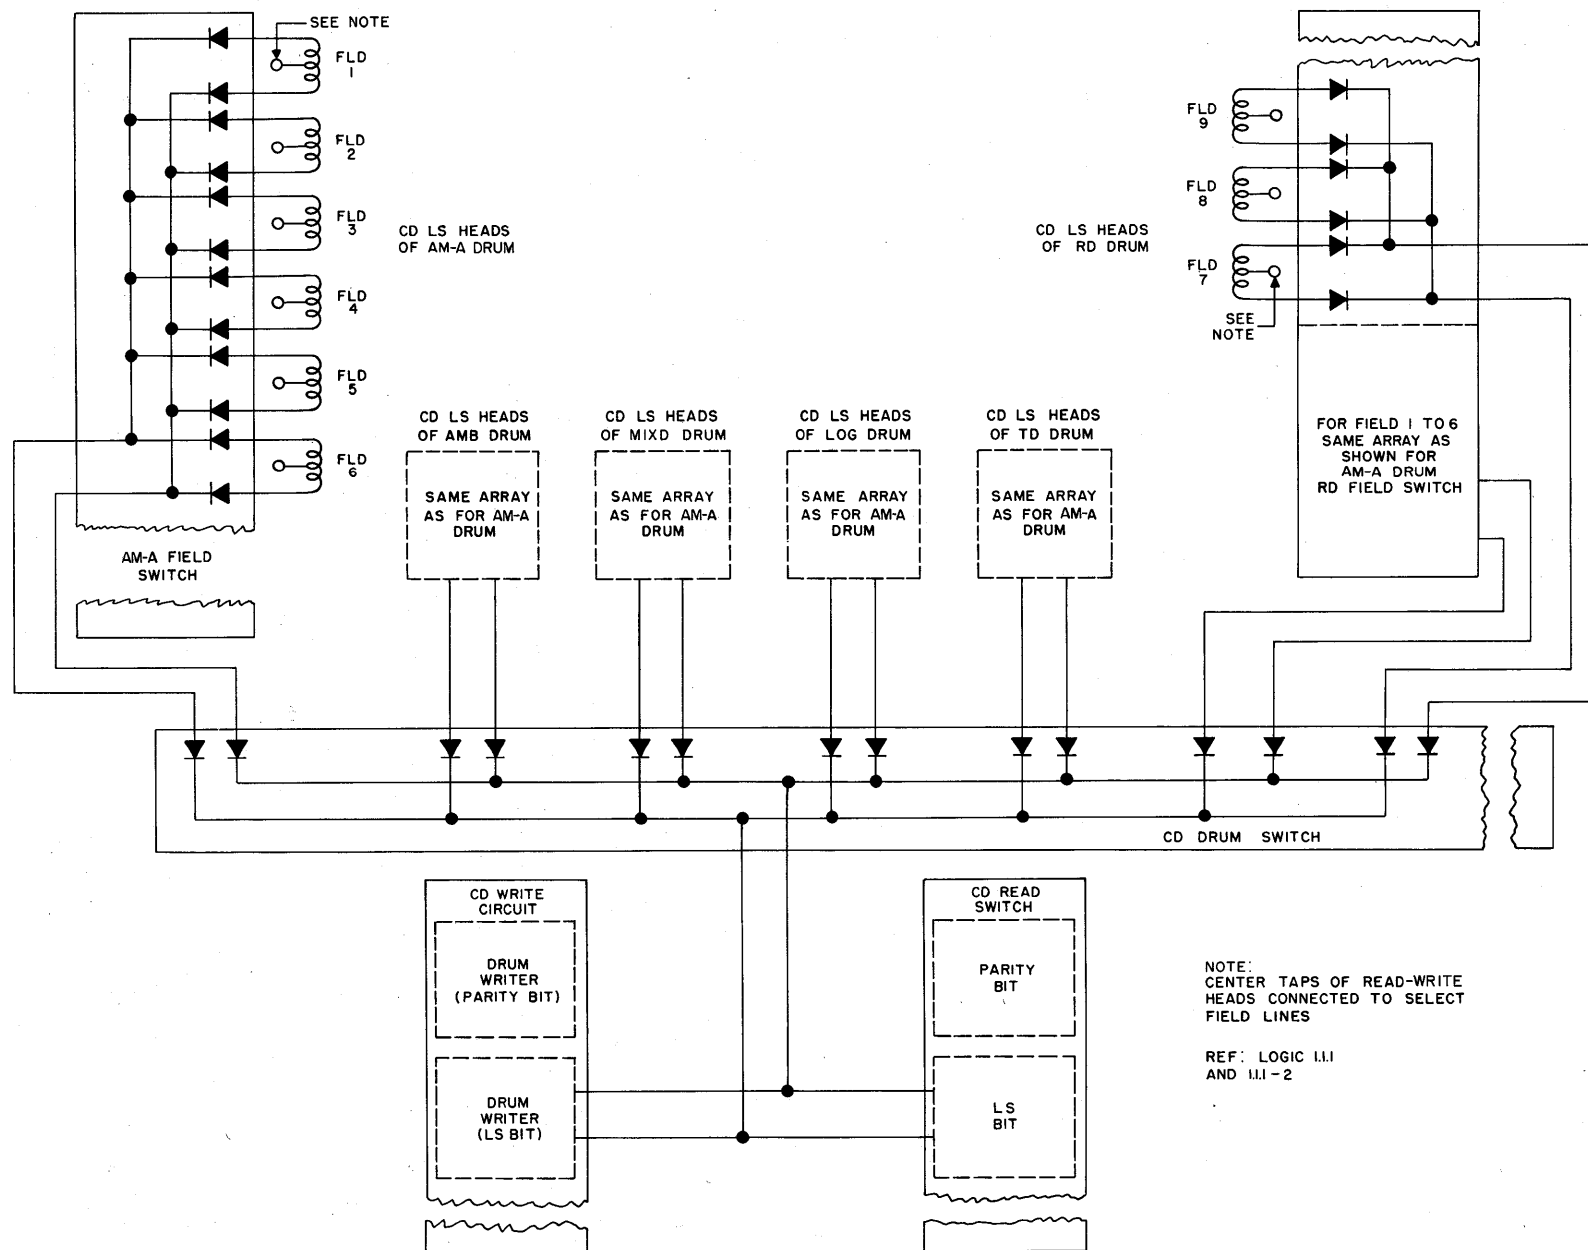 SEE NOTE
FLD
1
FLD
2
FLD
3
FLD
4
FLD
5
FLD
6
CD LS HEADS
OF AM-A DRUM
AM-A FIELD
SWITCH
CD LS HEADS
OF AMB DRUM
SAME ARRAY
AS FOR AM-A
DRUM
CD LS HEADS
OF MIXD DRUM
SAME ARRAY
AS FOR AM-A
DRUM
CD LS HEADS
OF LOG DRUM
SAME ARRAY
AS FOR AM-A
DRUM
CD LS HEADS
OF TD DRUM
SAME ARRAY
AS FOR AM-A
DRUM
FLD
9
FLD
8
FLD
7
CD LS HEADS
OF RD DRUM
SEE
NOTE
FOR FIELD 1 TO 6
SAME ARRAY AS
SHOWN FOR
AM-A DRUM
RD FIELD SWITCH
CD DRUM SWITCH
CD WRITE
CIRCUIT
DRUM
WRITER
(PARITY BIT)
DRUM
WRITER
(LS BIT)
CD READ
SWITCH
PARITY
BIT
LS
BIT
NOTE:
CENTER TAPS OF READ-WRITE
HEADS CONNECTED TO SELECT
FIELD LINES
REF: LOGIC 1.1.1
AND 1.1.1-2